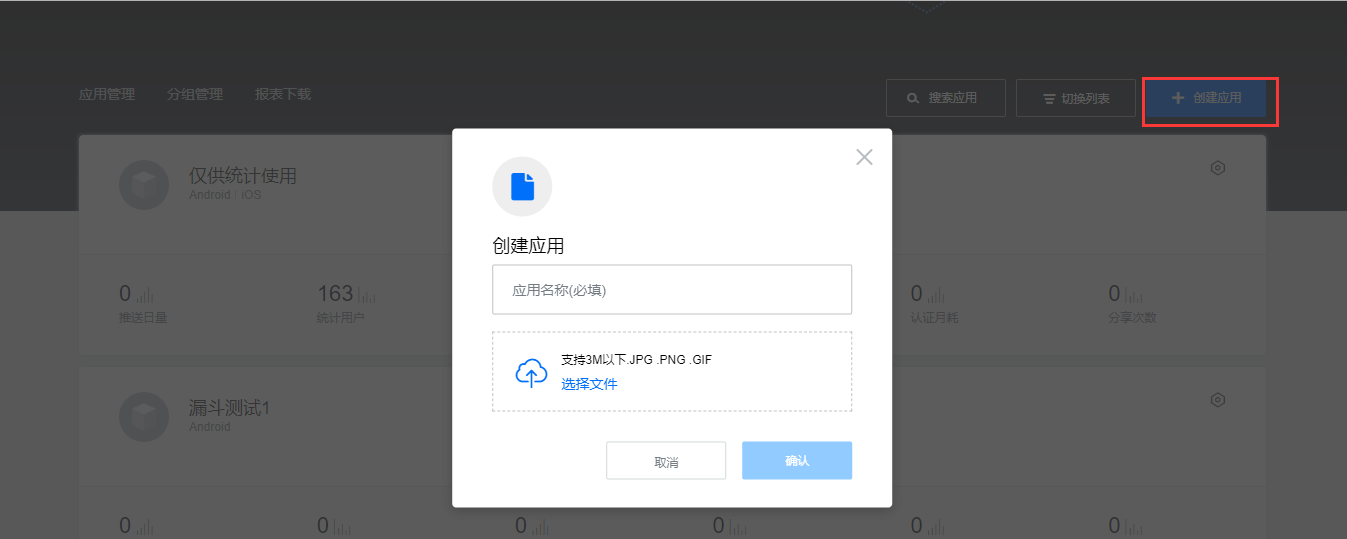 应用管理 分组管理 报表下载 搜索应用 切换列表 创建应用
仅供统计使用
Android | iOS
0 163 0 0
推送日量 统计用户 认证月耗 分享次数
漏斗测试1
Android
0 0 0 0 0 0
创建应用
应用名称(必填)
支持3M以下.JPG .PNG .GIF
选择文件
取消 确认